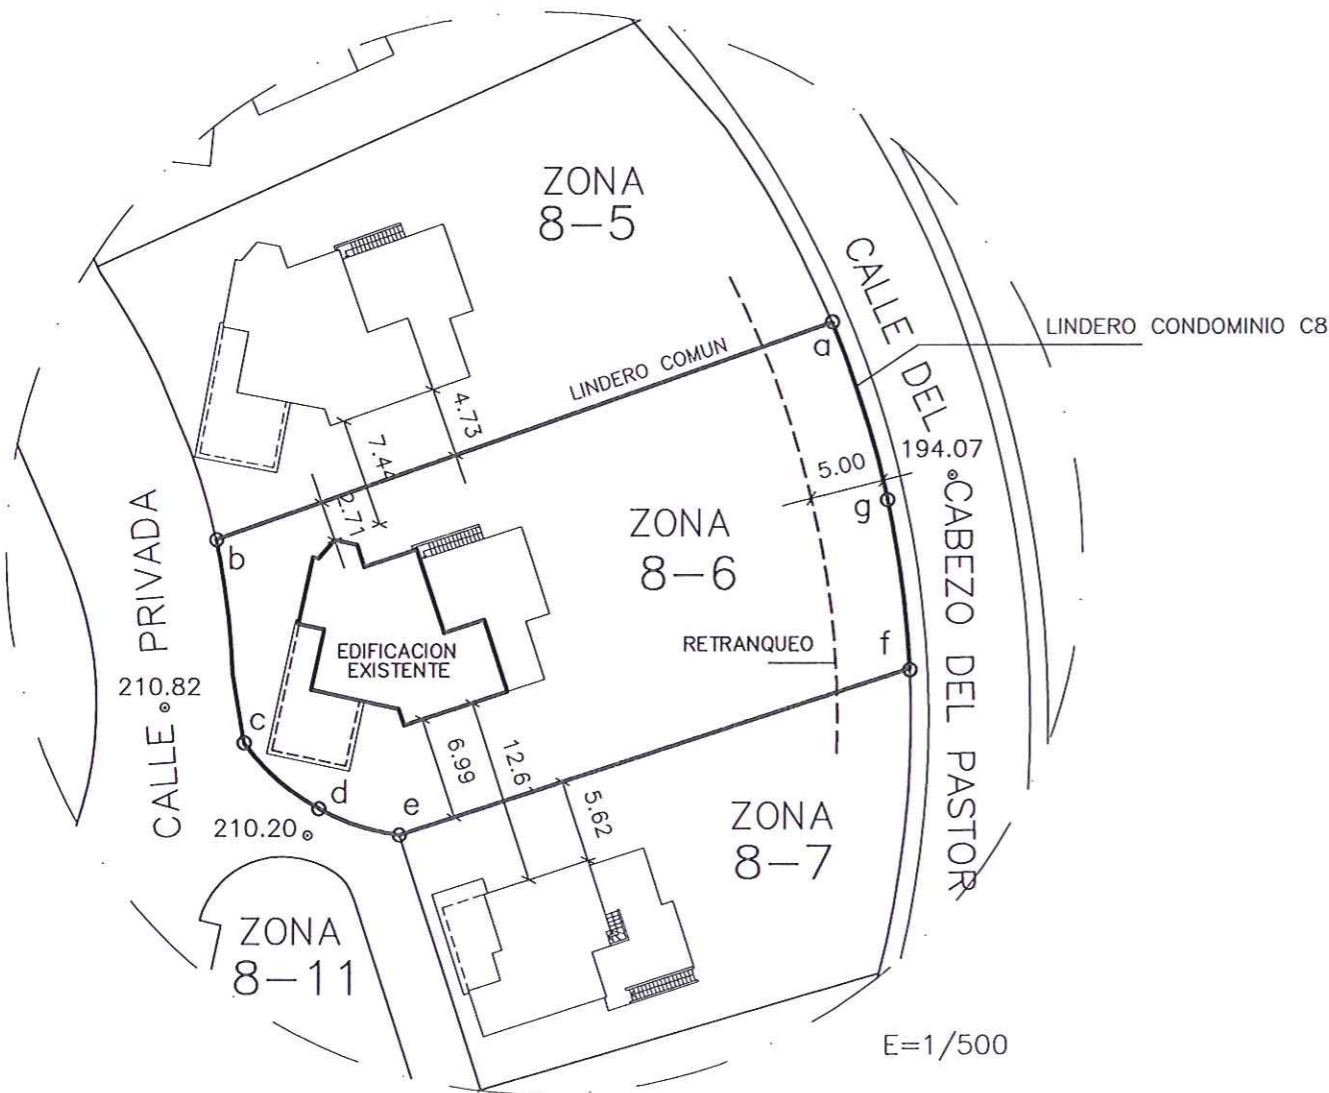 ZONA
8-5
CALLE DEL CABEZO DEL PASTOR
LINDERO CONDOMINIO C8
a
LINDERO COMUN
4.73
7.44
2.71
5.00
194.07
g
b
ZONA
8-6
CALLE PRIVADA
EDIFICACION
EXISTENTE
RETRANQUEO
f
210.82
c
6.99
12.61
5.62
d
e
210.20
ZONA
8-7
ZONA
8-11
E=1/500